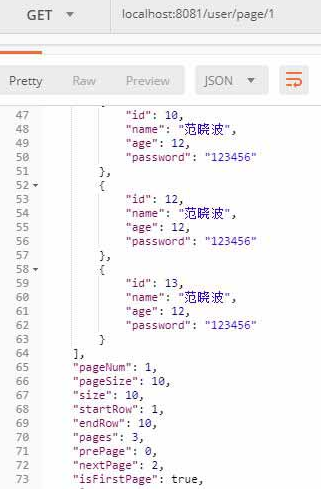 GET localhost:8081/user/page/1
Pretty Raw Preview JSON
47 "id": 10,
48 "name": "范晓波",
49 "age": 12,
50 "password": "123456"
51 },
52 {
53 "id": 12,
54 "name": "范晓波",
55 "age": 12,
56 "password": "123456"
57 },
58 {
59 "id": 13,
60 "name": "范晓波",
61 "age": 12,
62 "password": "123456"
63 }
64 ],
65 "pageNum": 1,
66 "pageSize": 10,
67 "size": 10,
68 "startRow": 1,
69 "endRow": 10,
70 "pages": 3,
71 "prePage": 0,
72 "nextPage": 2,
73 "isFirstPage": true,